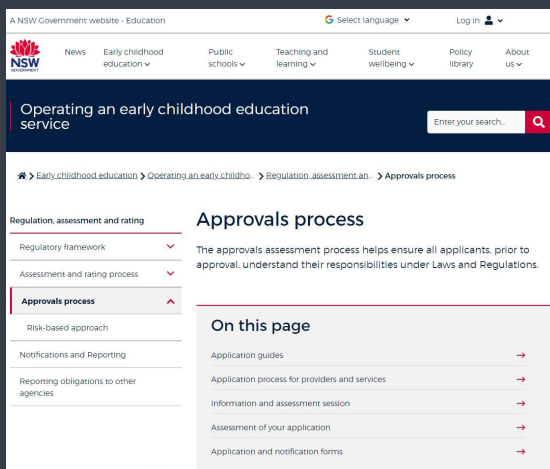 A NSW Government website - Education
Select language
Log in
NSW
GOVERNMENT
News
Early childhood
education
Public
schools
Teaching and
learning
Student
wellbeing
Policy
library
About
us
Operating an early childhood education
service
Enter your search...
Early childhood education
Operating an early childho...
Regulation, assessment an...
Approvals process
Regulation, assessment and rating
Regulatory framework
Assessment and rating process
Approvals process
Risk-based approach
Notifications and Reporting
Reporting obligations to other
agencies
Approvals process
The approvals assessment process helps ensure all applicants, prior to
approval, understand their responsibilities under Laws and Regulations.
On this page
Application guides
Application process for providers and services
Information and assessment session
Assessment of your application
Application and notification forms